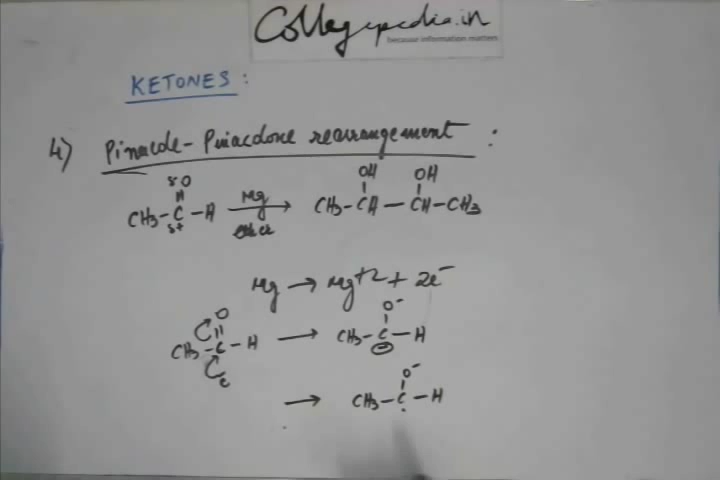 Collegepedia.in
because information matters
KETONES :
4) Pinacole - Pinacolone rearrangement :
δ- O
CH3 - C - H Mg ether → CH3 - CH - CH - CH3
δ+
OH OH
Mg → Mg+2 + 2e-
O
CH3 - C - H → CH3 - C - H
e
O-
→ CH3 - C - H
O-